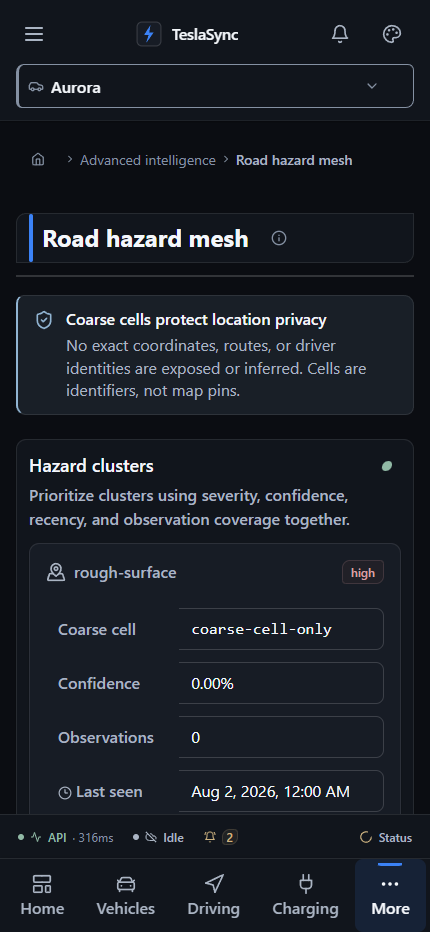 TeslaSync
Aurora
Advanced intelligence
Road hazard mesh
Road hazard mesh
Coarse cells protect location privacy
No exact coordinates, routes, or driver
identities are exposed or inferred. Cells are
identifiers, not map pins.
Hazard clusters
Prioritize clusters using severity, confidence,
recency, and observation coverage together.
rough-surface
high
Coarse cell
coarse-cell-only
Confidence
0.00%
Observations
0
Last seen
Aug 2, 2026, 12:00 AM
API · 316ms
Idle
2
Status
Home
Vehicles
Driving
Charging
More